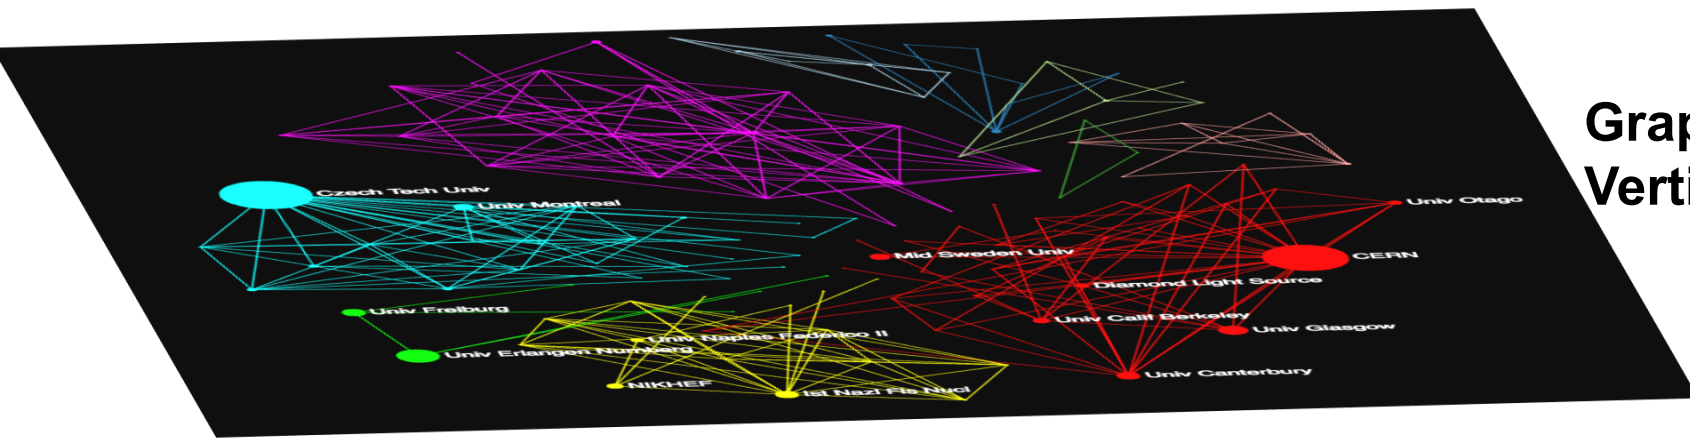 Czech Tech Univ
Univ Montreal
Univ Otago
Mid Sweden Univ
CERN
Diamond Light Source
Univ Freiburg
Univ Calif Berkeley
Univ Glasgow
Univ Naples Federico II
Univ Erlangen Nurnberg
Univ Canterbury
NIKHEF
Ist Nazl Fis Nucl
Grap
Verti